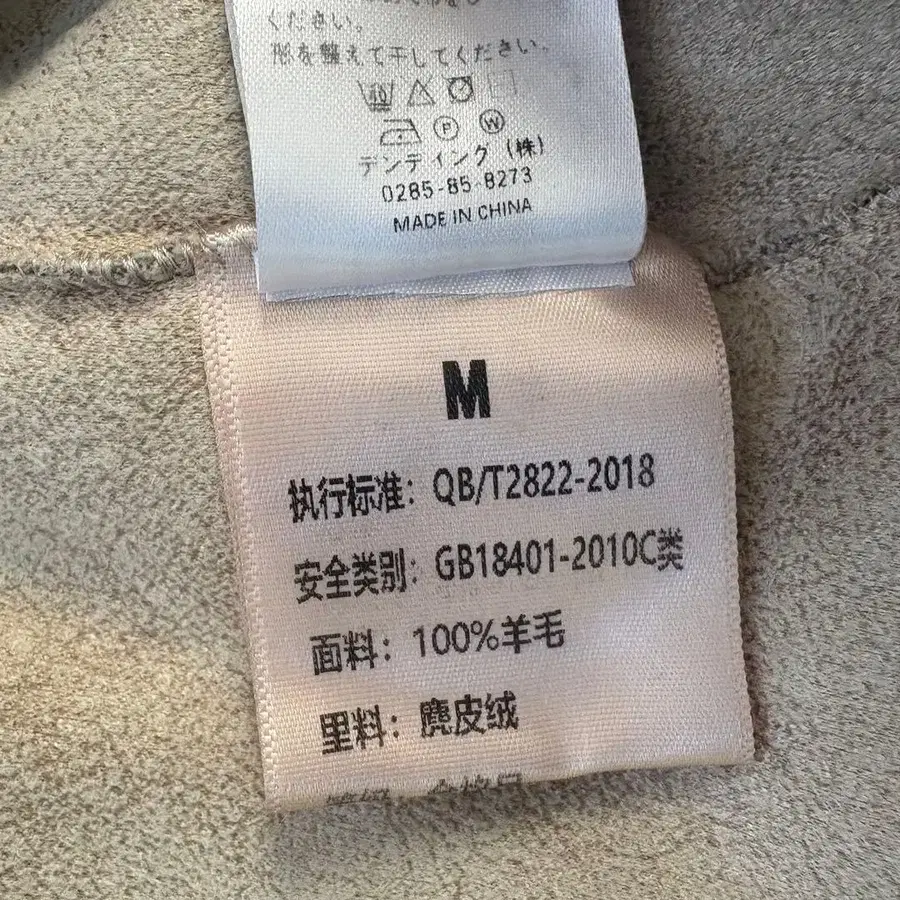 ください。
形を整えて干してください。
40
P W
デンティング(株)
0285-85-8273
MADE IN CHINA
M
执行标准：QB/T2822-2018
安全类别：GB18401-2010C类
面料：100%羊毛
里料：麂皮绒